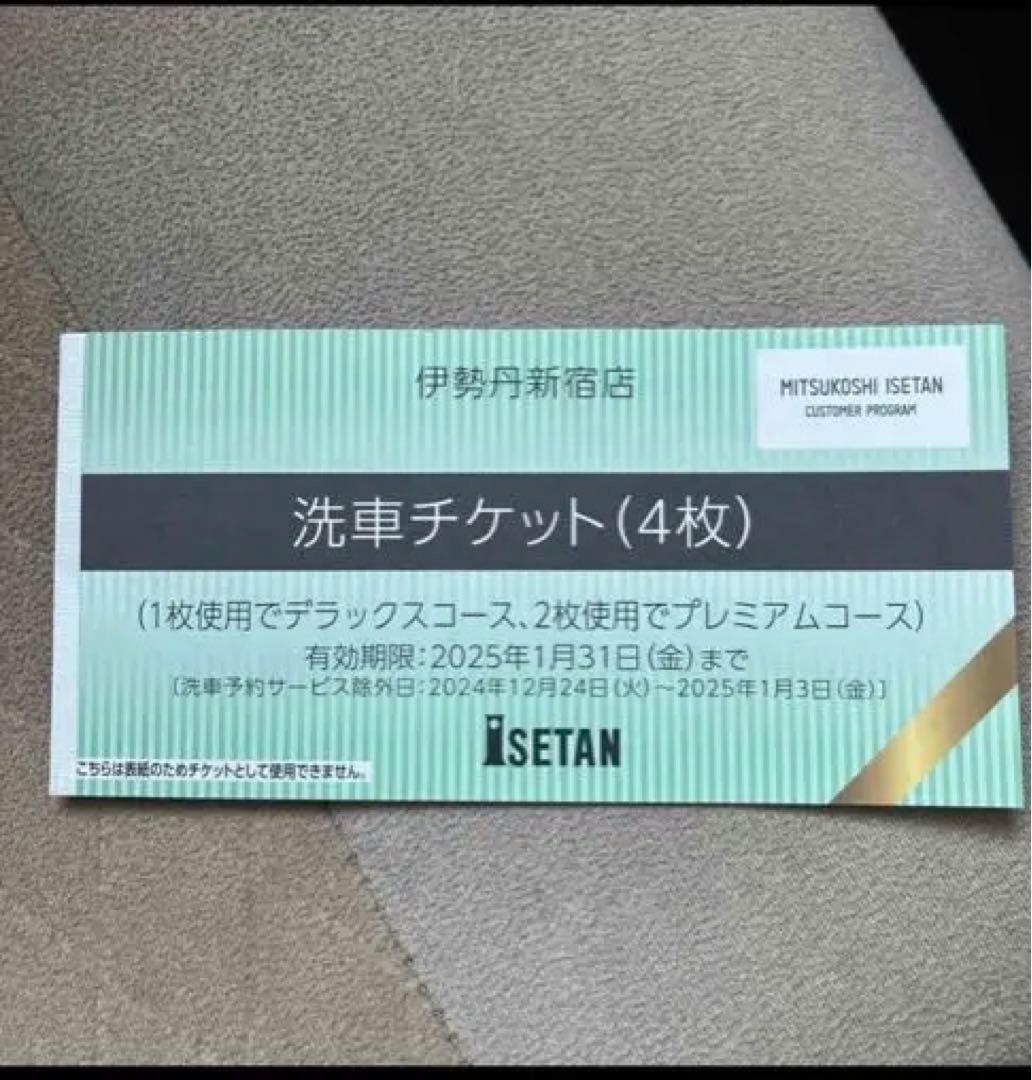 伊勢丹新宿店
MITSUKOSHI ISETAN
CUSTOMER PROGRAM
洗車チケット(4枚)
(1枚使用でデラックスコース、2枚使用でプレミアムコース)
有効期限:2025年1月31日(金)まで
[洗車予約サービス除外日:2024年12月24日(火)～2025年1月3日(金)]
ISETAN
こちらは表紙のためチケットとして使用できません。